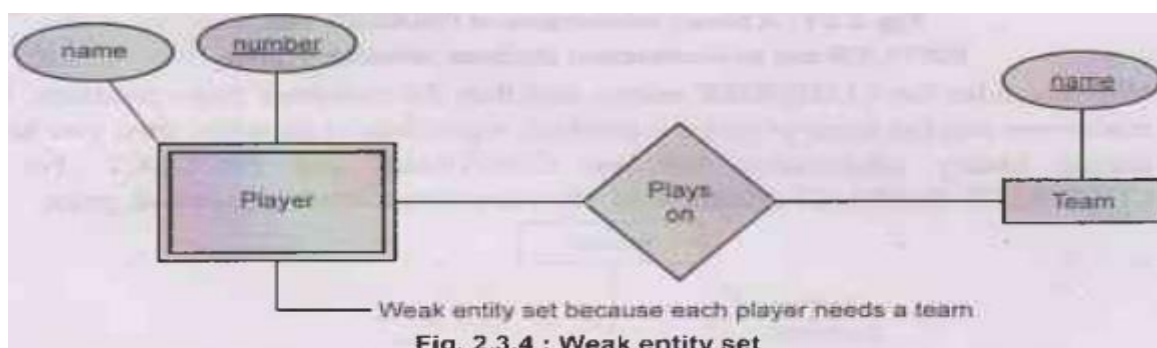 name
number
name
Player
Plays
on
Team
Weak entity set because each player needs a team
Fig. 2.3.4 : Weak entity set